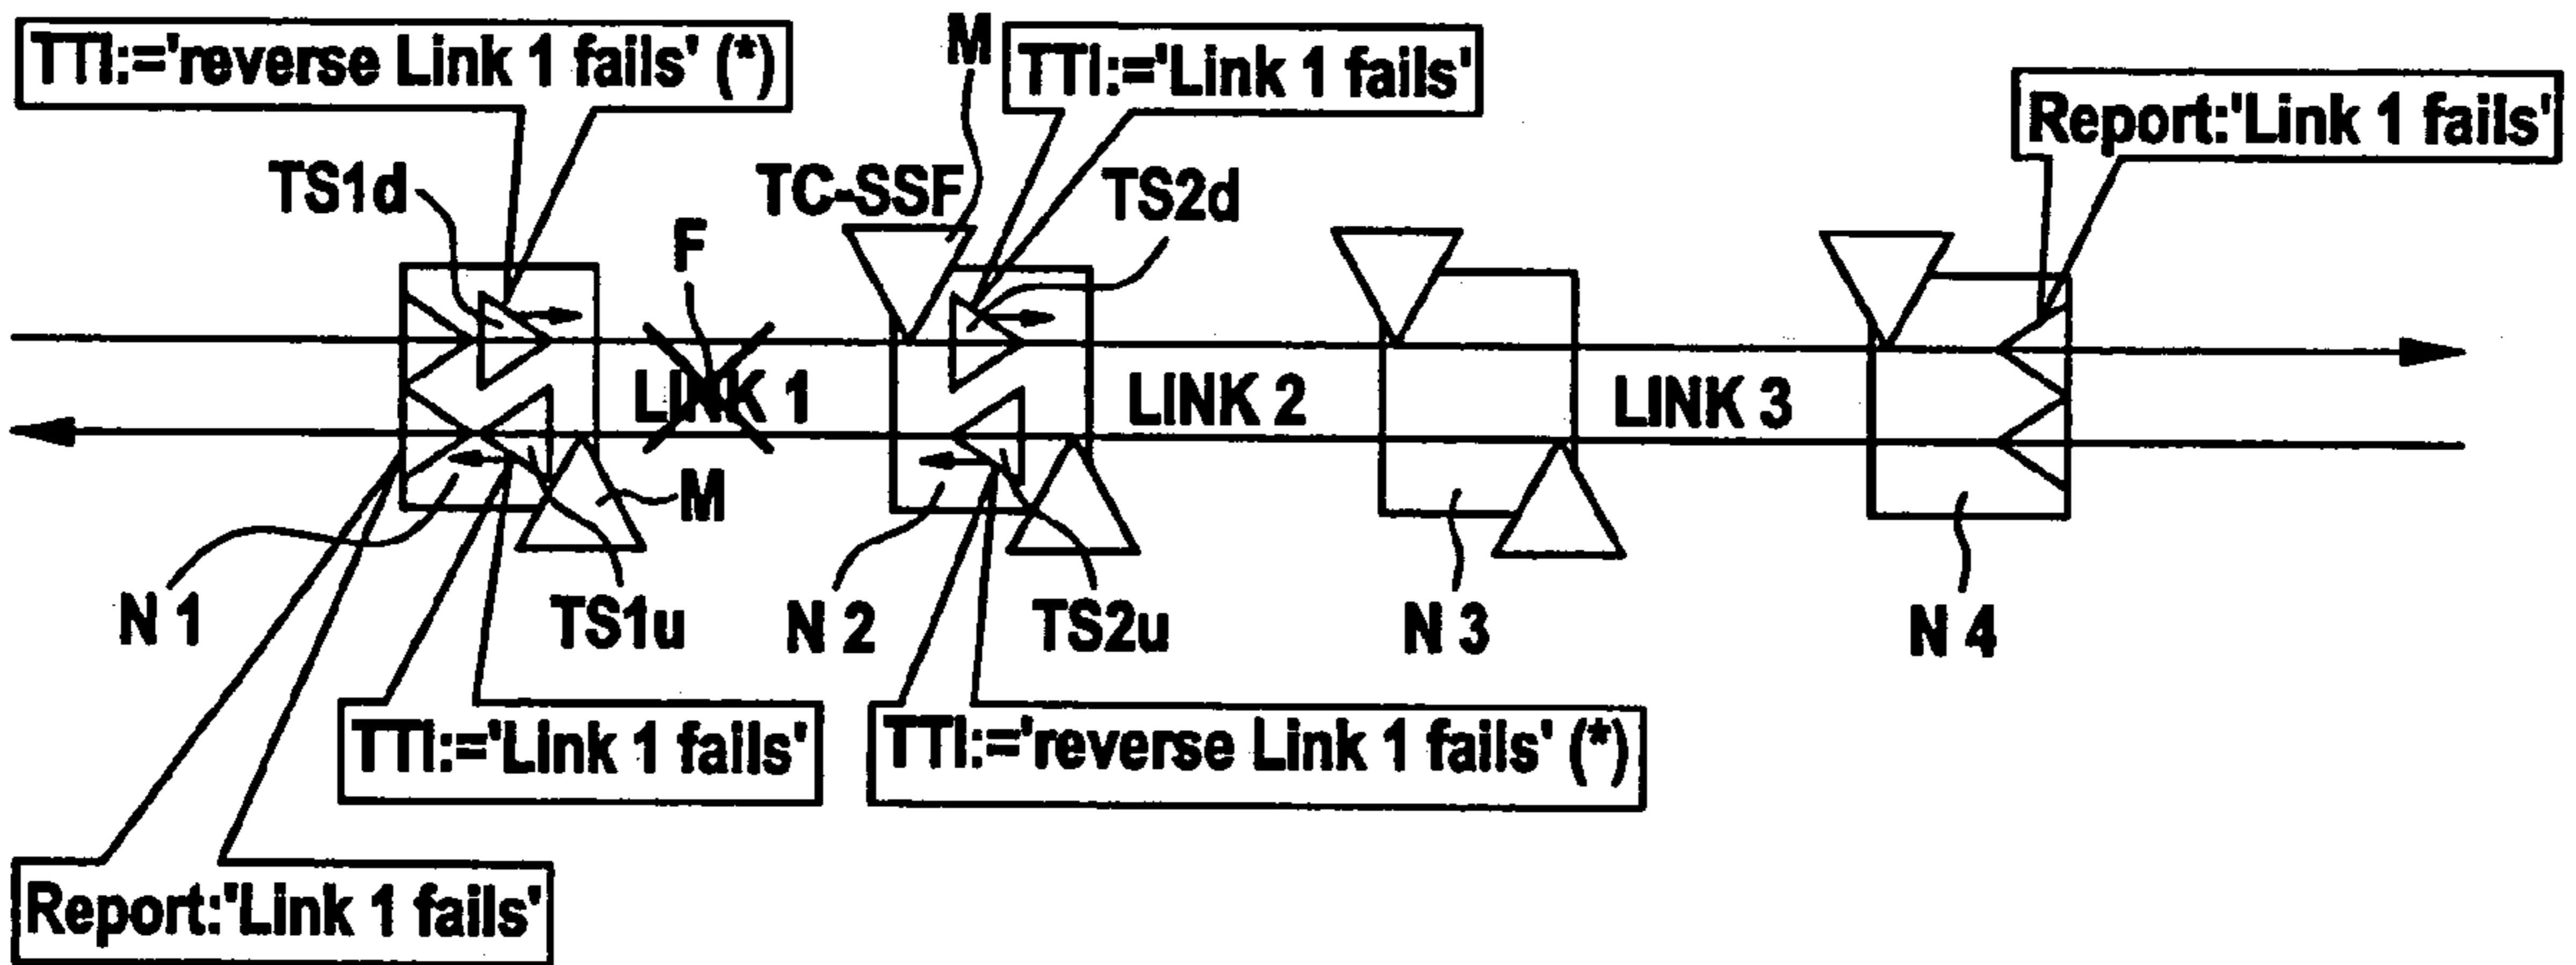 TTI:='reverse Link 1 fails' (*)
M
TTI:='Link 1 fails'
Report:'Link 1 fails'
TS1d
TC-SSF
TS2d
F
LINK 1
LINK 2
LINK 3
M
N 1
TS1u
N 2
TS2u
N 3
N 4
TTI:='Link 1 fails'
TTI:='reverse Link 1 fails' (*)
Report:'Link 1 fails'